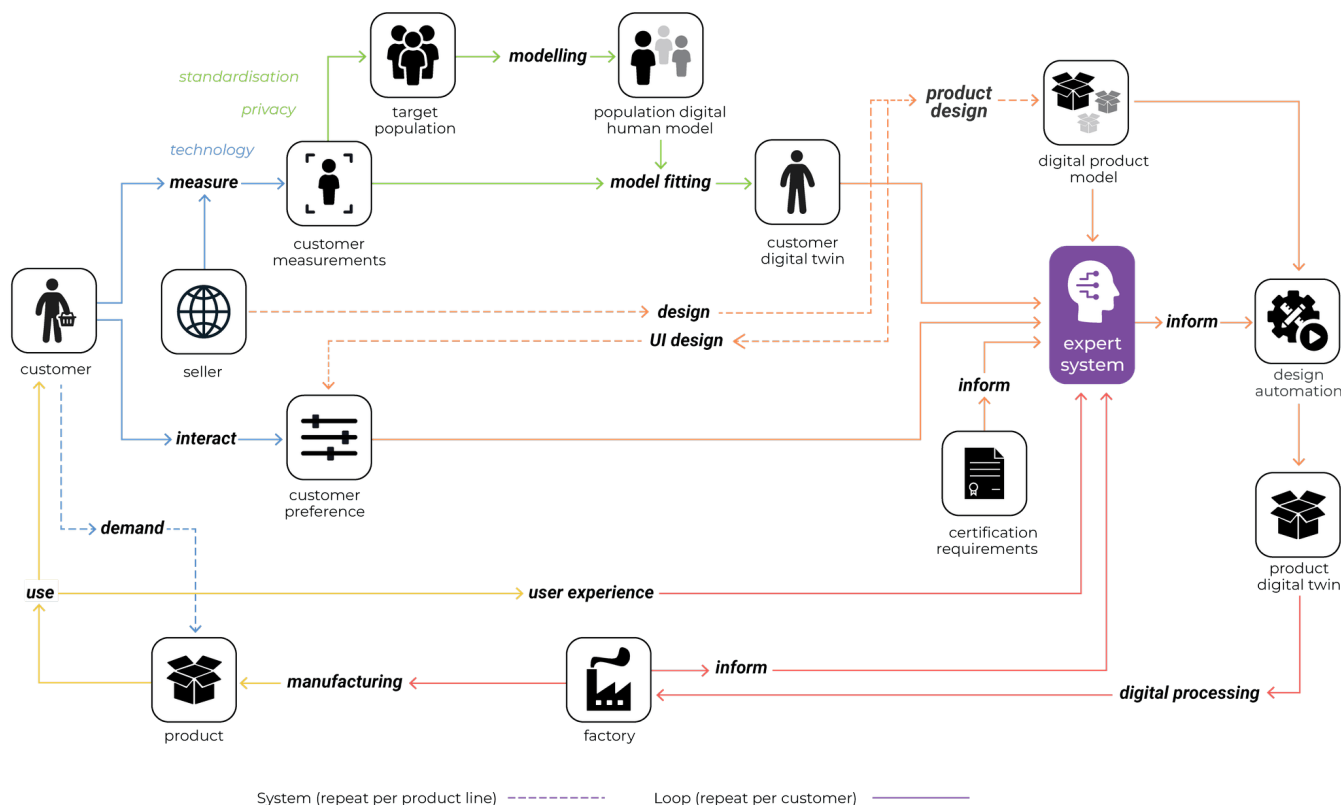 modelling
standardisation
privacy
target
population
population digital
human model
product
design
digital product
model
technology
measure
model fitting
customer
measurements
customer
digital twin
design
UI design
customer
seller
expert
system
inform
design
automation
inform
interact
customer
preference
certification
requirements
demand
product
digital twin
use
user experience
manufacturing
inform
digital processing
product
factory
System (repeat per product line)
Loop (repeat per customer)